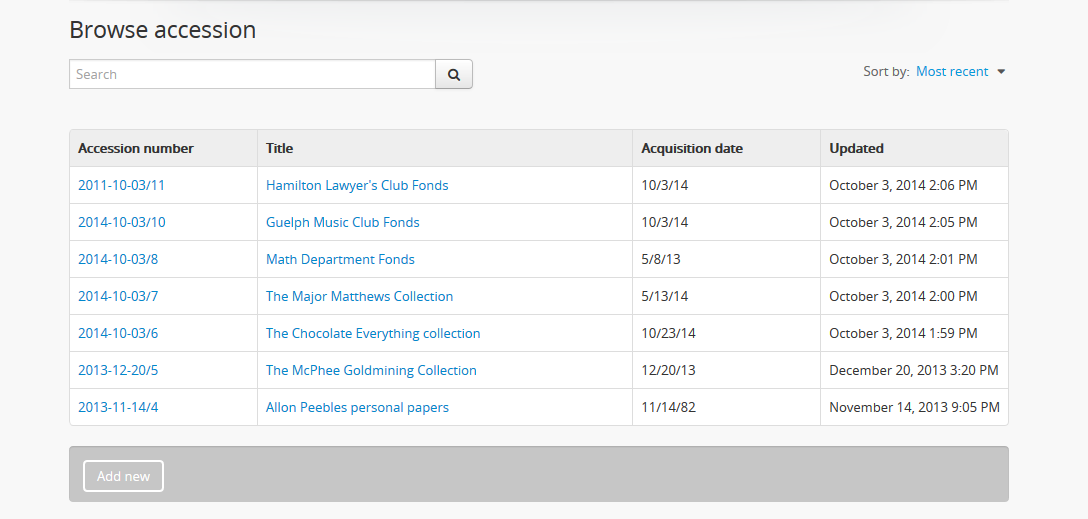 Browse accession
Search
Sort by: Most recent
Accession number Title Acquisition date Updated
2011-10-03/11 Hamilton Lawyer's Club Fonds 10/3/14 October 3, 2014 2:06 PM
2014-10-03/10 Guelph Music Club Fonds 10/3/14 October 3, 2014 2:05 PM
2014-10-03/8 Math Department Fonds 5/8/13 October 3, 2014 2:01 PM
2014-10-03/7 The Major Matthews Collection 5/13/14 October 3, 2014 2:00 PM
2014-10-03/6 The Chocolate Everything collection 10/23/14 October 3, 2014 1:59 PM
2013-12-20/5 The McPhee Goldmining Collection 12/20/13 December 20, 2013 3:20 PM
2013-11-14/4 Allon Peebles personal papers 11/14/82 November 14, 2013 9:05 PM
Add new